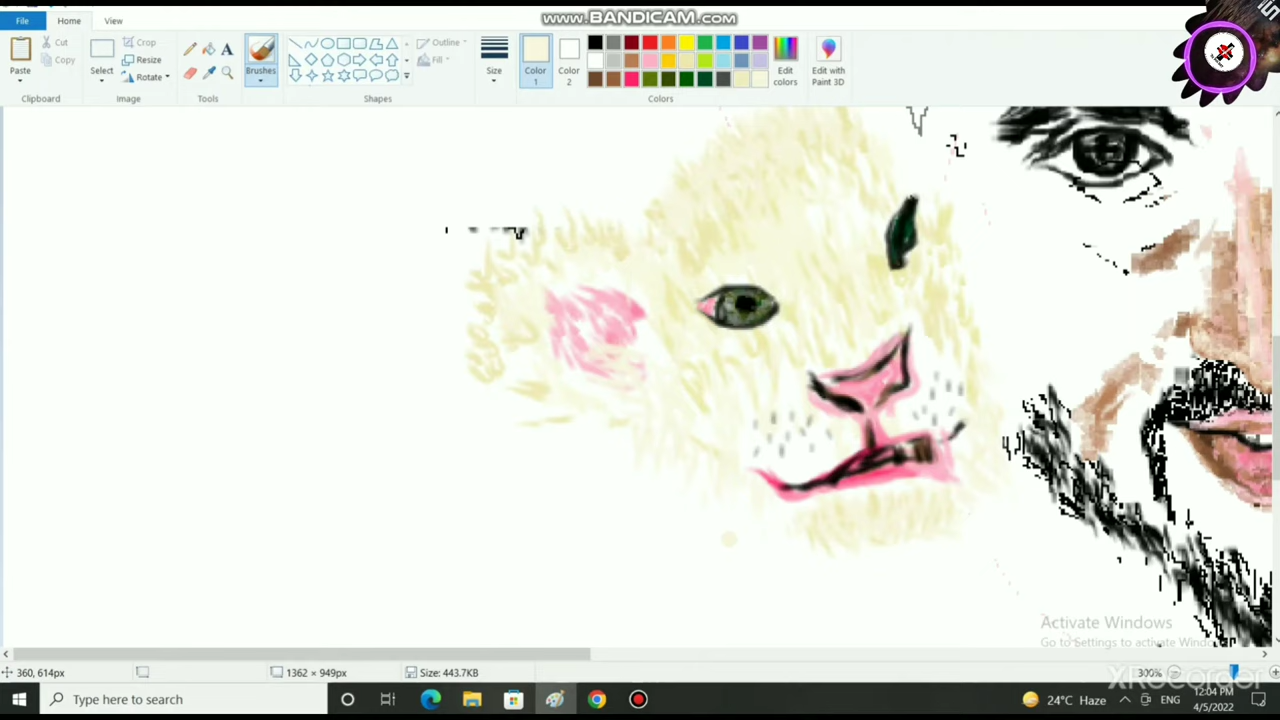 www.BANDICAM.com
File Home View
Paste
Cut
Copy
Clipboard
Select
Crop
Resize
Rotate
Image
A
Tools
Brushes
Outline
Fill
Shapes
Size
Color
1
Color
2
Edit
colors
Edit with
Paint 3D
Colors
Activate Windows
Go to Settings to activate Windows
360, 614px
1362 × 949px
Size: 443.7KB
300%
XRecorder
Type here to search
24°C Haze
ENG
12:04 PM
4/5/2022